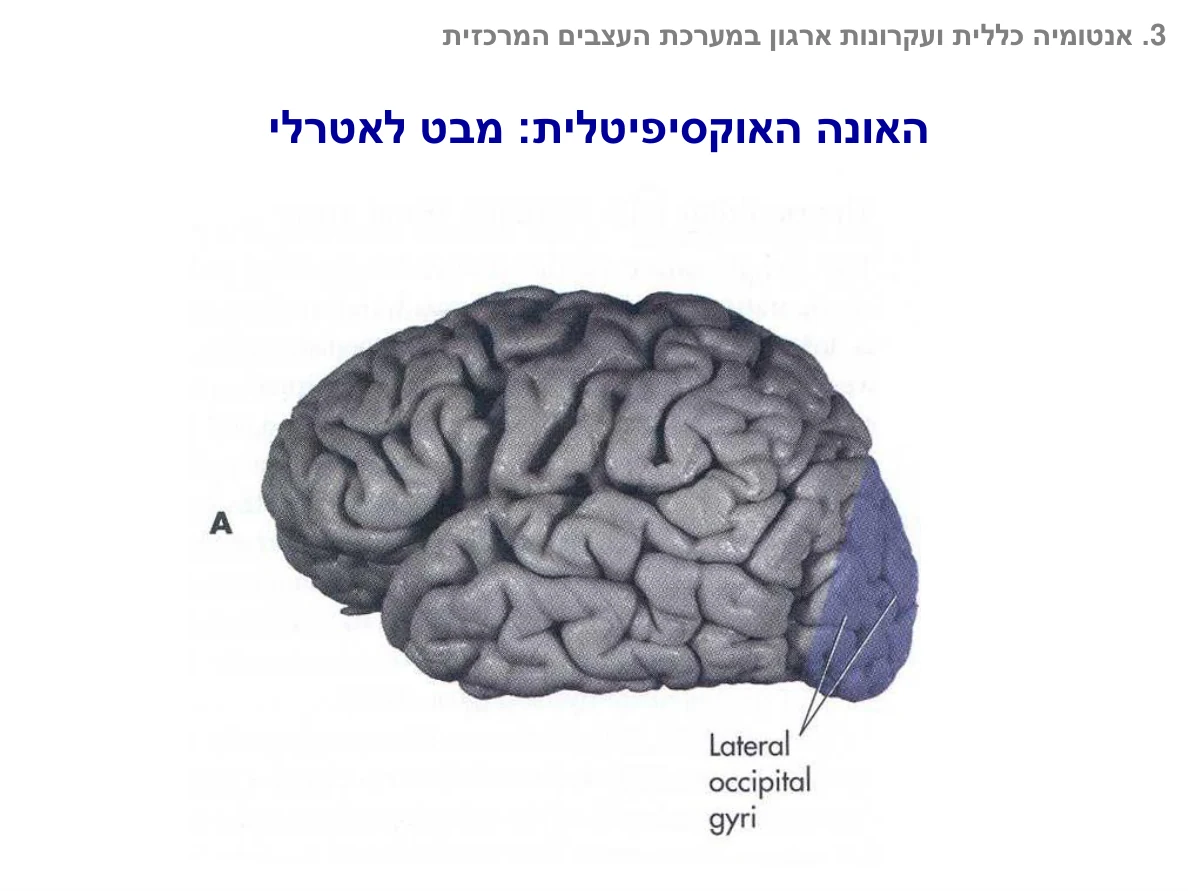 3. אנטומיה כללית ועקרונות ארגון במערכת העצבים המרכזית
האונה האוקסיפיטלית: מבט לאטרלי
A
Lateral
occipital
gyri